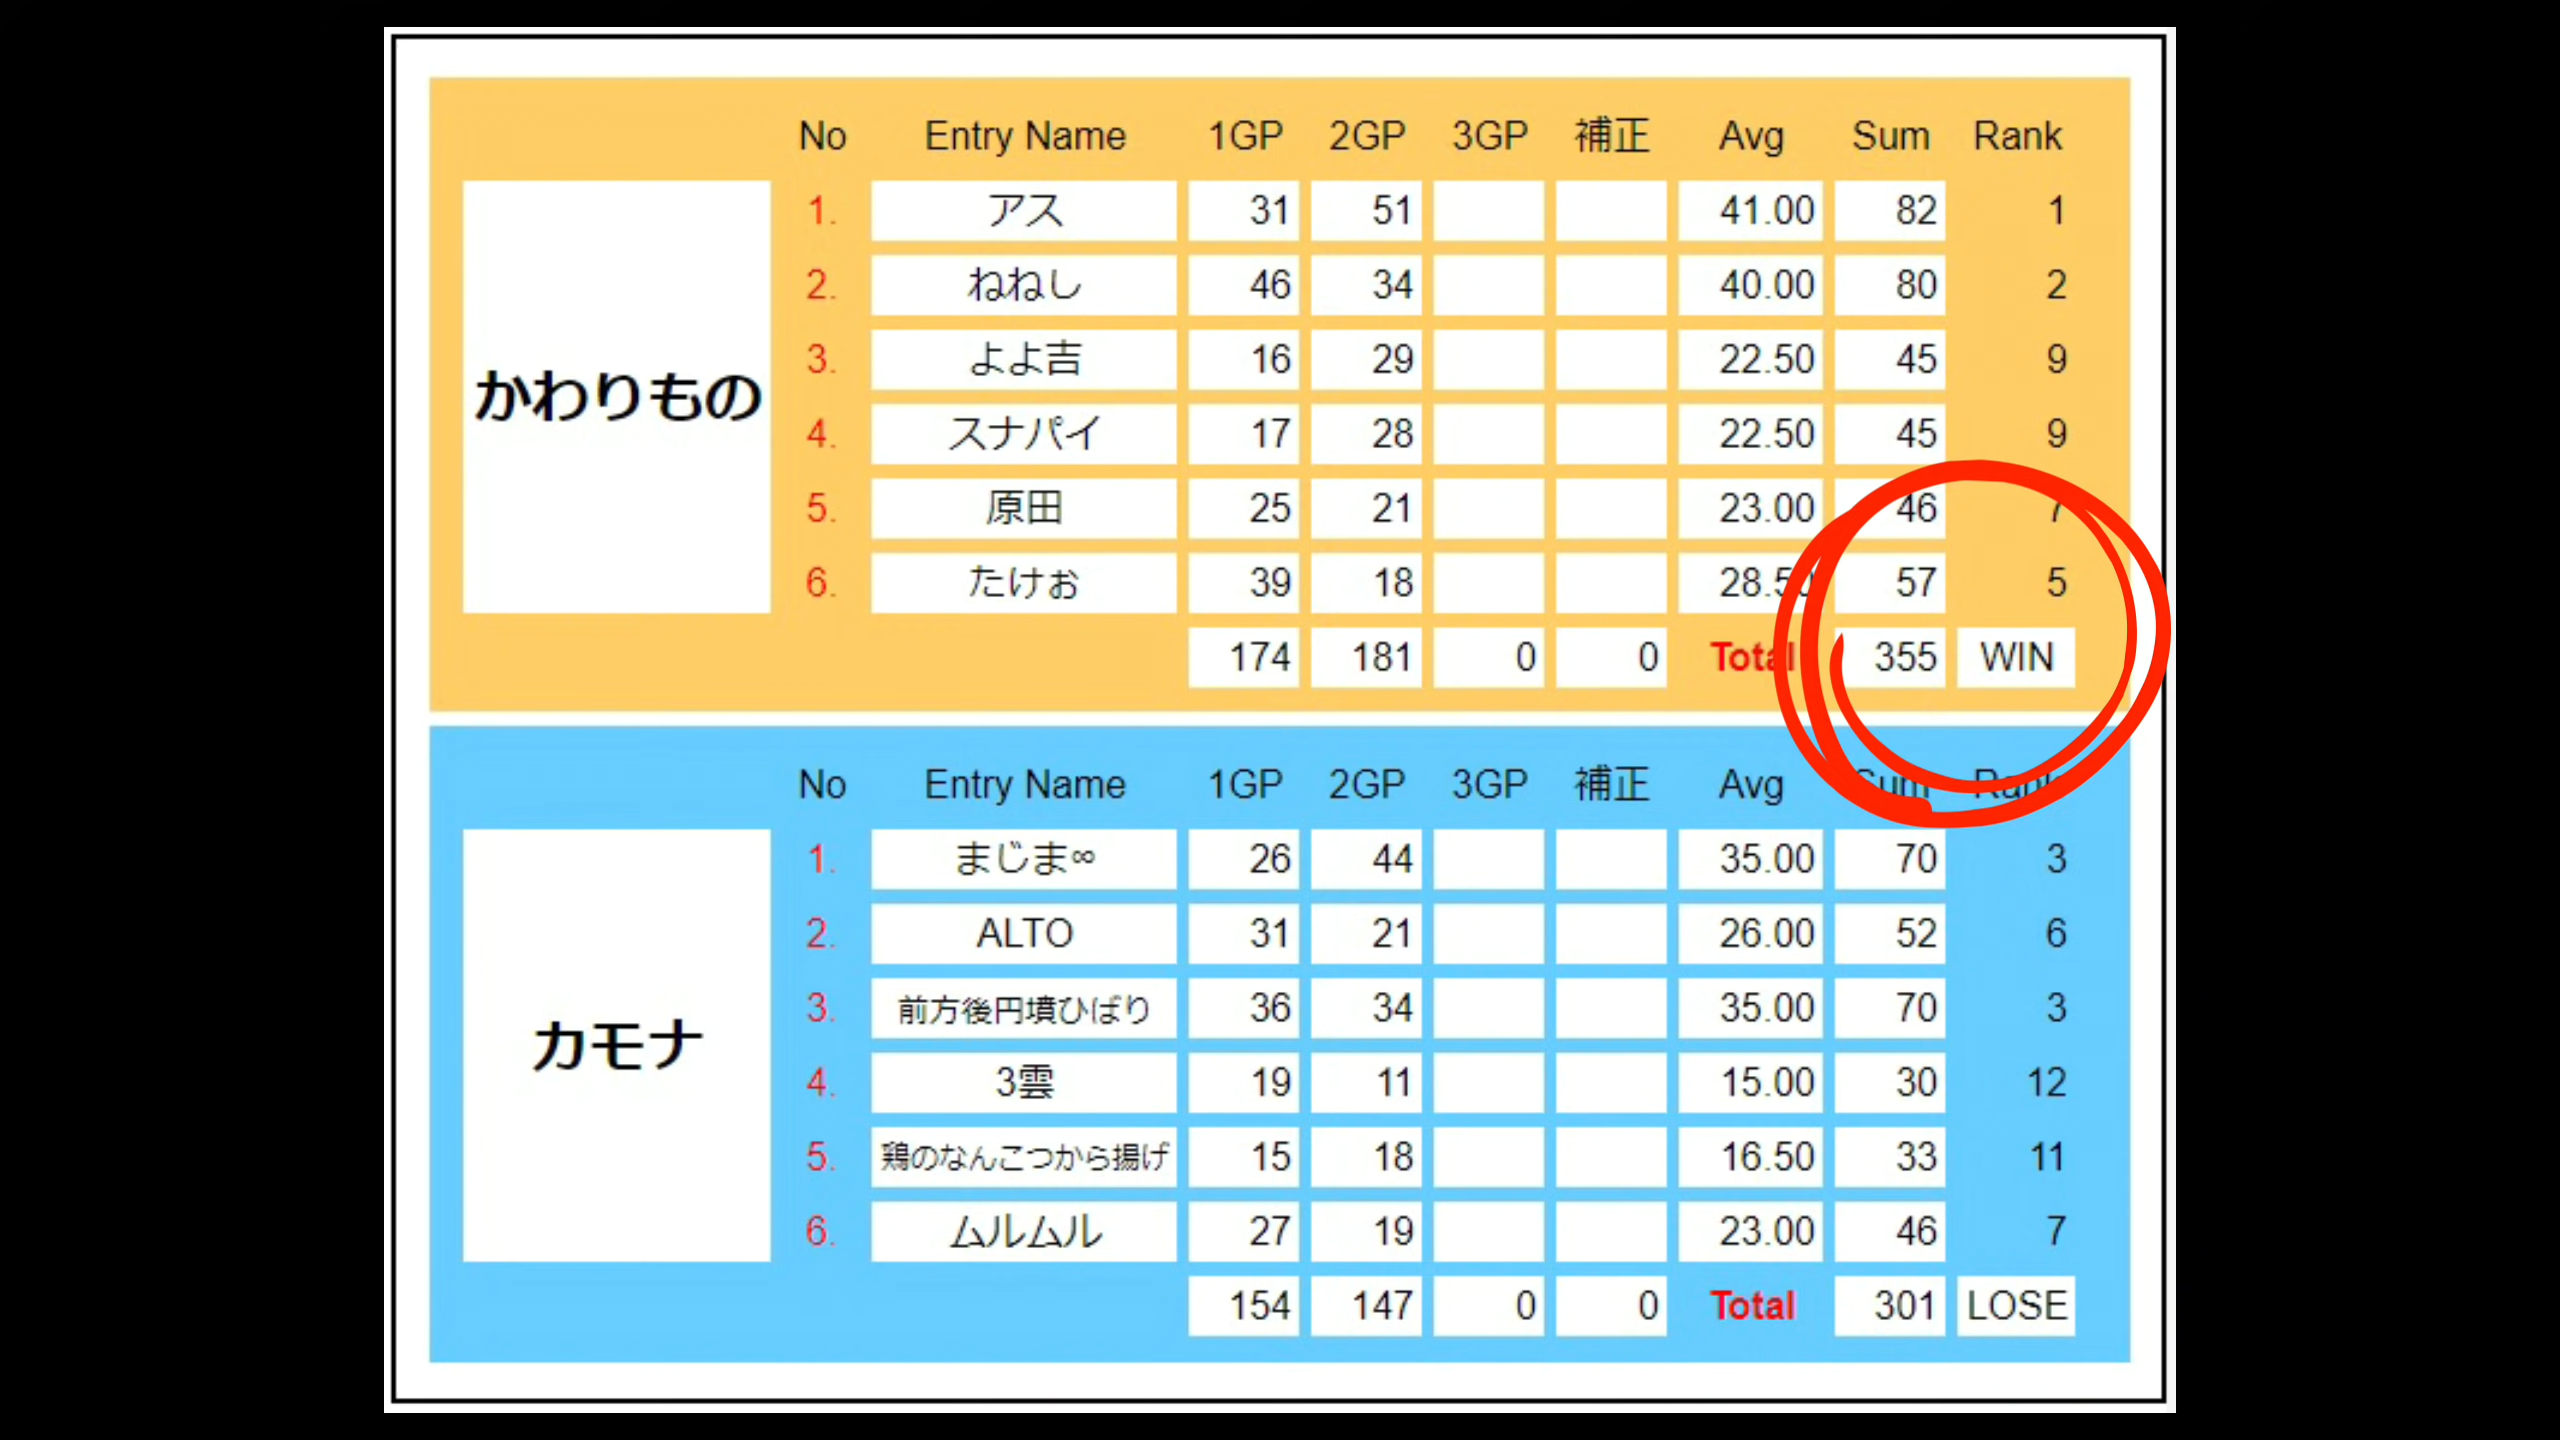 No Entry Name 1GP 2GP 3GP 補正 Avg Sum Rank
かわりもの
1. アス 31 51 41.00 82 1
2. ねねし 46 34 40.00 80 2
3. よよ吉 16 29 22.50 45 9
4. スナパイ 17 28 22.50 45 9
5. 原田 25 21 23.00 46 7
6. たけぉ 39 18 28.50 57 5
174 181 0 0 Total 355 WIN
No Entry Name 1GP 2GP 3GP 補正 Avg Sum Rank
カモナ
1. まじま∞ 26 44 35.00 70 3
2. ALTO 31 21 26.00 52 6
3. 前方後円墳ひばり 36 34 35.00 70 3
4. 3雲 19 11 15.00 30 12
5. 鶏のなんこつから揚げ 15 18 16.50 33 11
6. ムルムル 27 19 23.00 46 7
154 147 0 0 Total 301 LOSE